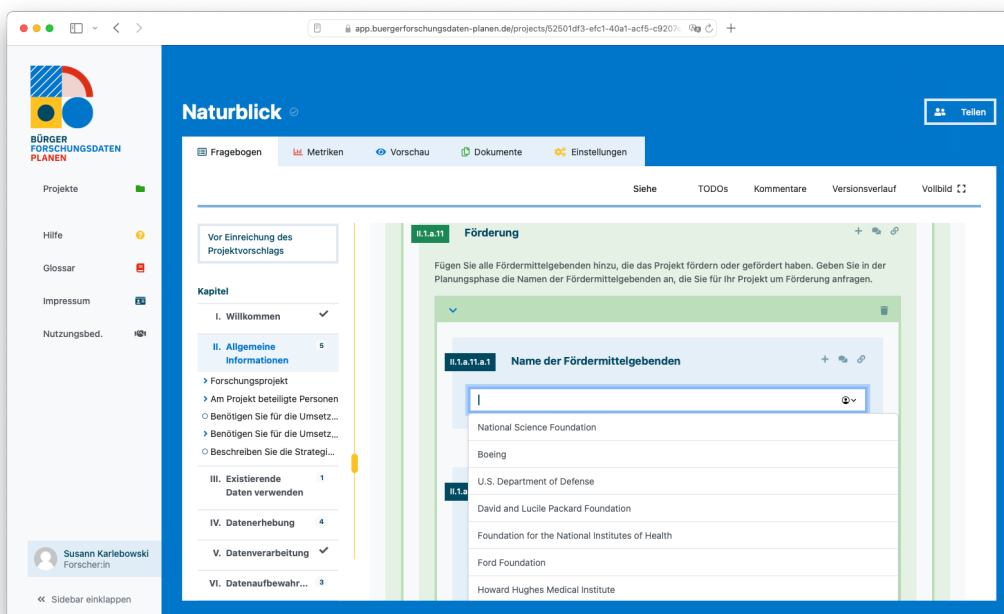 app.buergerforschungsdaten-planen.de/projects/52501df3-efc1-40a1-acf5-c9207c
BÜRGER
FORSCHUNGSDATEN
PLANEN
Projekte
Hilfe
Glossar
Impressum
Nutzungsbed.
Susann Karlebowski
Forscher:in
Sidebar einklappen
Naturblick
Teilen
Fragebogen
Metriken
Vorschau
Dokumente
Einstellungen
Siehe
TODOs
Kommentare
Versionsverlauf
Vollbild
Vor Einreichung des
Projektvorschlags
Kapitel
I. Willkommen
II. Allgemeine 5
Informationen
Forschungsprojekt
Am Projekt beteiligte Personen
Benötigen Sie für die Umsetz...
Benötigen Sie für die Umsetz...
Beschreiben Sie die Strategi...
III. Existierende 1
Daten verwenden
IV. Datenerhebung 4
V. Datenverarbeitung
VI. Datenaufbewahr... 3
II.1.a.11 Förderung
Fügen Sie alle Fördermittelgebenden hinzu, die das Projekt fördern oder gefördert haben. Geben Sie in der
Planungsphase die Namen der Fördermittelgebenden an, die Sie für Ihr Projekt um Förderung anfragen.
II.1.a.11.a.1 Name der Fördermittelgebenden
National Science Foundation
Boeing
U.S. Department of Defense
II.1.a
David and Lucile Packard Foundation
Foundation for the National Institutes of Health
Ford Foundation
Howard Hughes Medical Institute